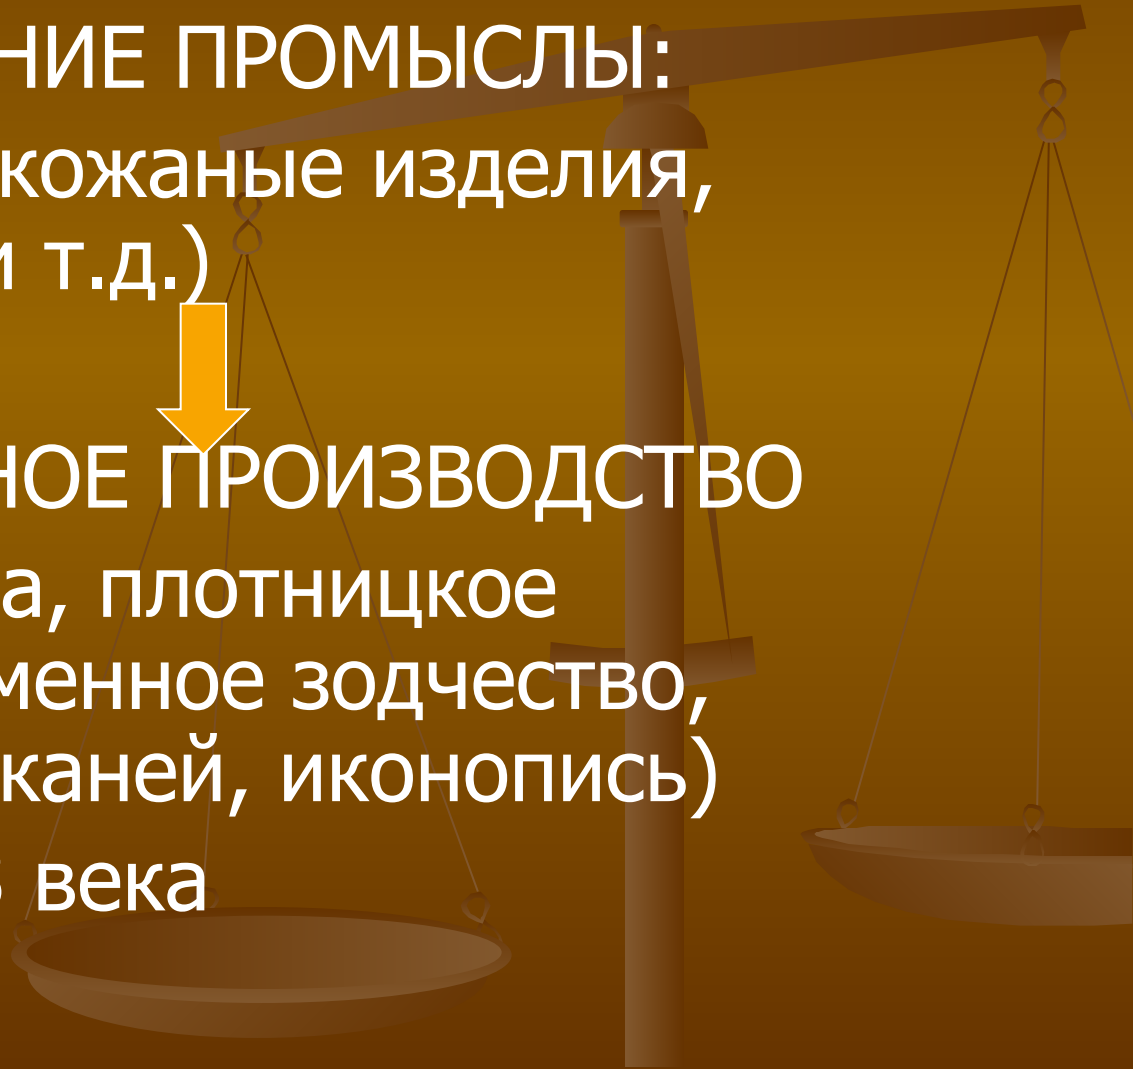 НИЕ ПРОМЫСЛЫ:
кожаные изделия,
и т.д.)
НОЕ ПРОИЗВОДСТВО
а, плотницкое
менное зодчество,
каней, иконопись)
века